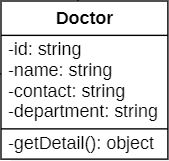 Doctor
-id: string
-name: string
-contact: string
-department: string
-getDetail(): object